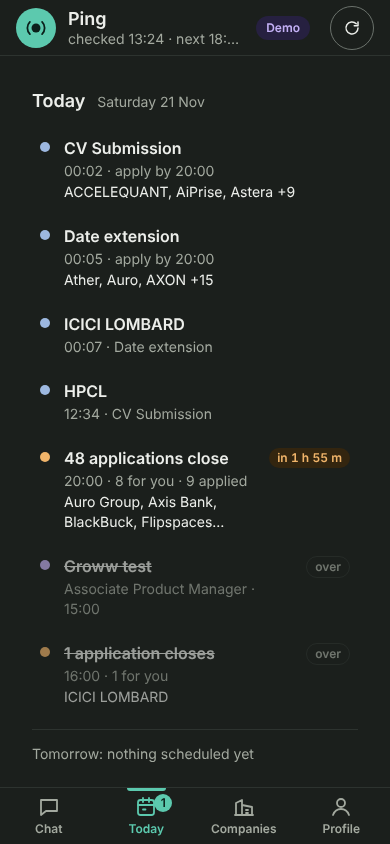 Ping
checked 13:24 · next 18:...
Demo
Today Saturday 21 Nov
CV Submission
00:02 · apply by 20:00
ACCELEQUANT, AiPrise, Astera +9
Date extension
00:05 · apply by 20:00
Ather, Auro, AXON +15
ICICI LOMBARD
00:07 · Date extension
HPCL
12:34 · CV Submission
48 applications close in 1 h 55 m
20:00 · 8 for you · 9 applied
Auro Group, Axis Bank,
BlackBuck, Flipspaces...
Groww test over
Associate Product Manager ·
15:00
1 application closes over
16:00 · 1 for you
ICICI LOMBARD
Tomorrow: nothing scheduled yet
1
Chat Today Companies Profile